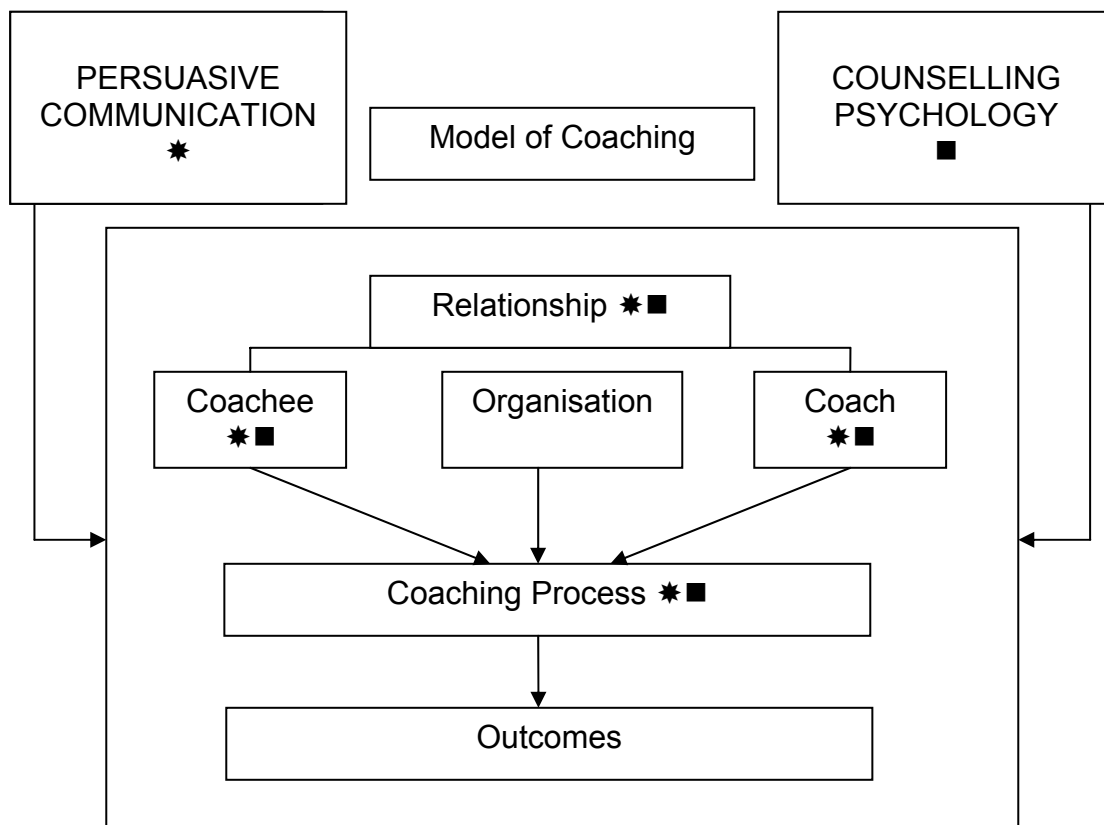 PERSUASIVE
COMMUNICATION
✷
Model of Coaching
COUNSELLING
PSYCHOLOGY
■
Relationship ✷■
Coachee
✷■
Organisation
Coach
✷■
Coaching Process ✷■
Outcomes